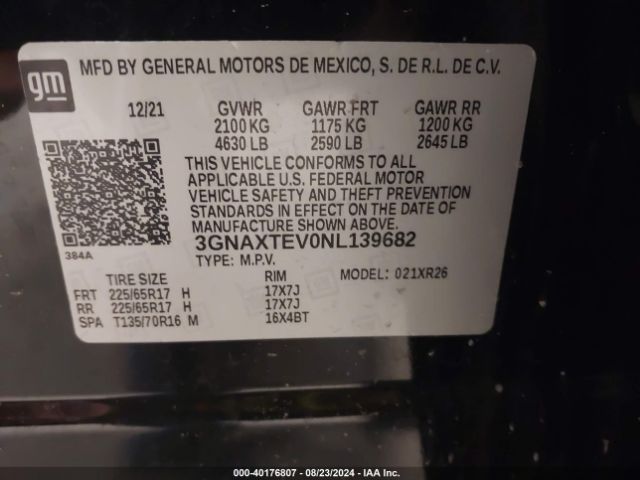 gm
MFD BY GENERAL MOTORS DE MEXICO, S. DE R.L. DE C.V.
12/21 GVWR GAWR FRT GAWR RR
2100 KG 1175 KG 1200 KG
4630 LB 2590 LB 2645 LB
THIS VEHICLE CONFORMS TO ALL
APPLICABLE U.S. FEDERAL MOTOR
VEHICLE SAFETY AND THEFT PREVENTION
STANDARDS IN EFFECT ON THE DATE OF
MANUFACTURE SHOWN ABOVE.
3GNAXTEV0NL139682
384A
TYPE: M.P.V. MODEL: 021XR26
TIRE SIZE RIM
FRT 225/65R17 H 17X7J
RR 225/65R17 H 17X7J
SPA T135/70R16 M 16X4BT
000-40176807 - 08/23/2024 - IAA Inc.